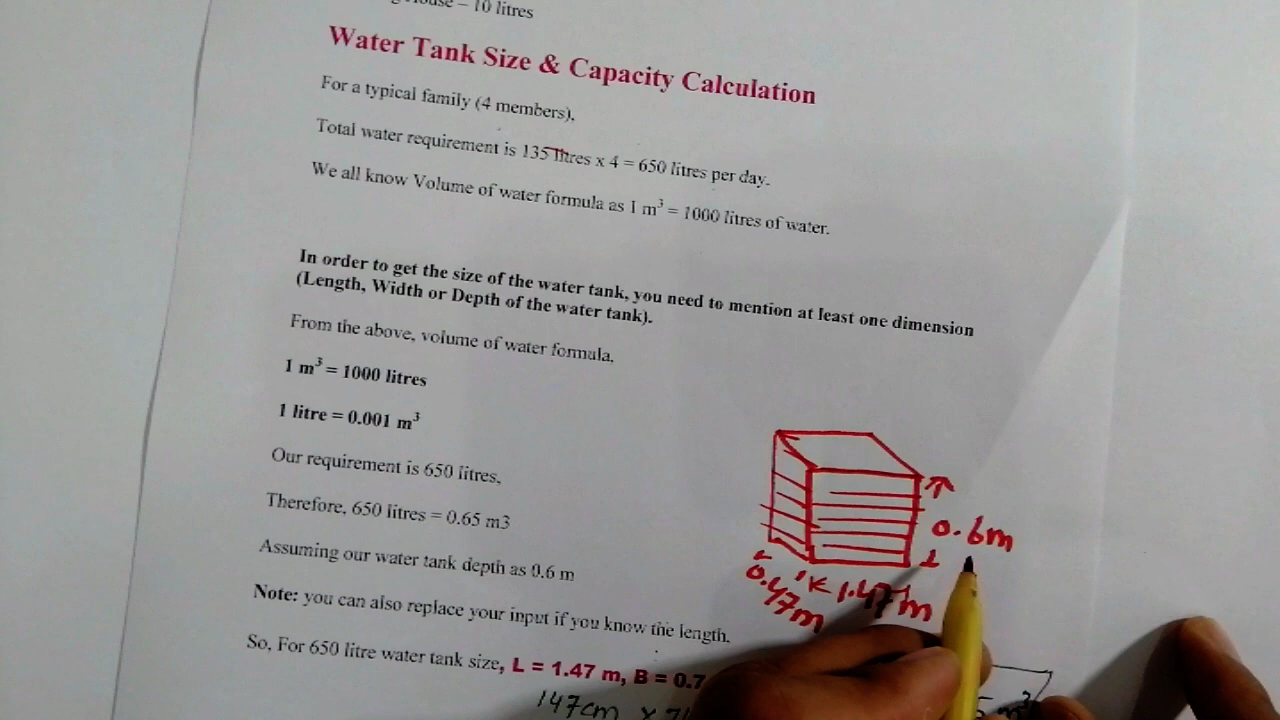 House – 10 litres
Water Tank Size & Capacity Calculation
For a typical family (4 members),
Total water requirement is 135 litres x 4 = 650 litres per day.
We all know Volume of water formula as 1 m³ = 1000 litres of water.
In order to get the size of the water tank, you need to mention at least one dimension
(Length, Width or Depth of the water tank).
From the above, volume of water formula,
1 m³ = 1000 litres
1 litre = 0.001 m³
Our requirement is 650 litres,
Therefore, 650 litres = 0.65 m3
Assuming our water tank depth as 0.6 m
Note: you can also replace your input if you know the length.
So, For 650 litre water tank size, L = 1.47 m, B = 0.7
0.6m
1.47m
0.47m
147cm x